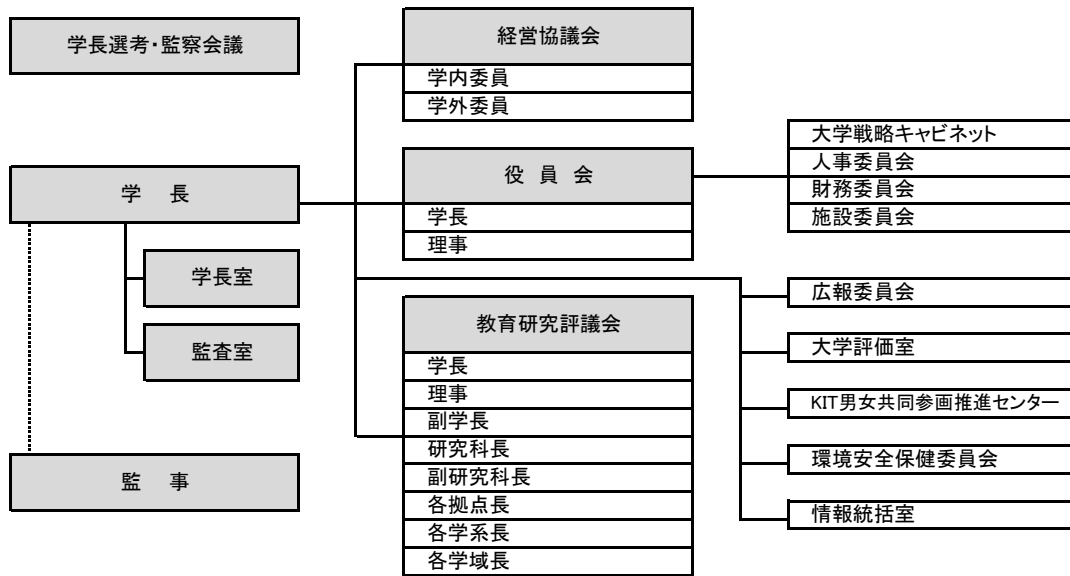 学長選考・監察会議
学　長
学長室
監査室
監　事
経営協議会
学内委員
学外委員
役 員 会
学長
理事
教育研究評議会
学長
理事
副学長
研究科長
副研究科長
各拠点長
各学系長
各学域長
大学戦略キャビネット
人事委員会
財務委員会
施設委員会
広報委員会
大学評価室
KIT男女共同参画推進センター
環境安全保健委員会
情報統括室